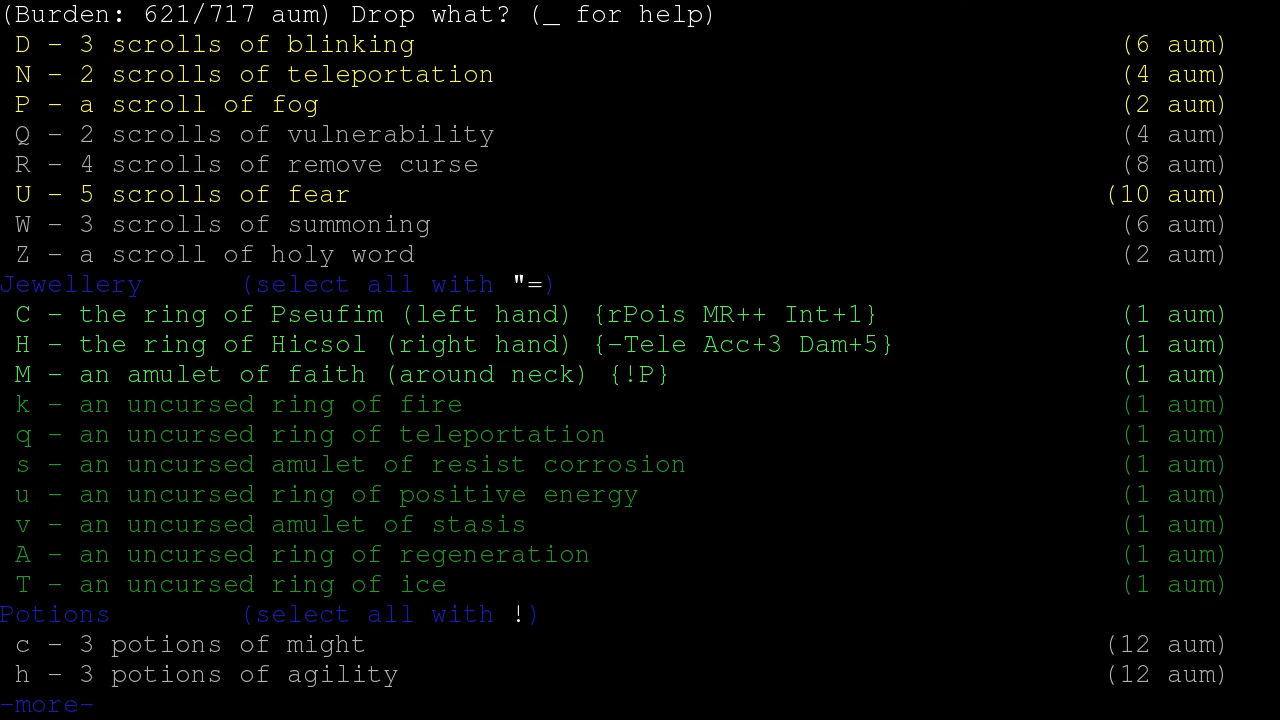 (Burden: 621/717 aum) Drop what? (_ for help)
D - 3 scrolls of blinking (6 aum)
N - 2 scrolls of teleportation (4 aum)
P - a scroll of fog (2 aum)
Q - 2 scrolls of vulnerability (4 aum)
R - 4 scrolls of remove curse (8 aum)
U - 5 scrolls of fear (10 aum)
W - 3 scrolls of summoning (6 aum)
Z - a scroll of holy word (2 aum)
Jewellery (select all with "=)
C - the ring of Pseufim (left hand) {rPois MR++ Int+1} (1 aum)
H - the ring of Hicsol (right hand) {-Tele Acc+3 Dam+5} (1 aum)
M - an amulet of faith (around neck) {!P} (1 aum)
k - an uncursed ring of fire (1 aum)
q - an uncursed ring of teleportation (1 aum)
s - an uncursed amulet of resist corrosion (1 aum)
u - an uncursed ring of positive energy (1 aum)
v - an uncursed amulet of stasis (1 aum)
A - an uncursed ring of regeneration (1 aum)
T - an uncursed ring of ice (1 aum)
Potions (select all with !)
c - 3 potions of might (12 aum)
h - 3 potions of agility (12 aum)
-more-